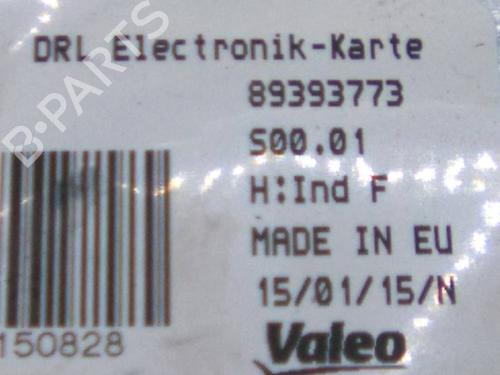 DRL Electronik-Karte
89393773
S00.01
H:Ind F
MADE IN EU
15/01/15/N
150828
Valeo
B-PARTS